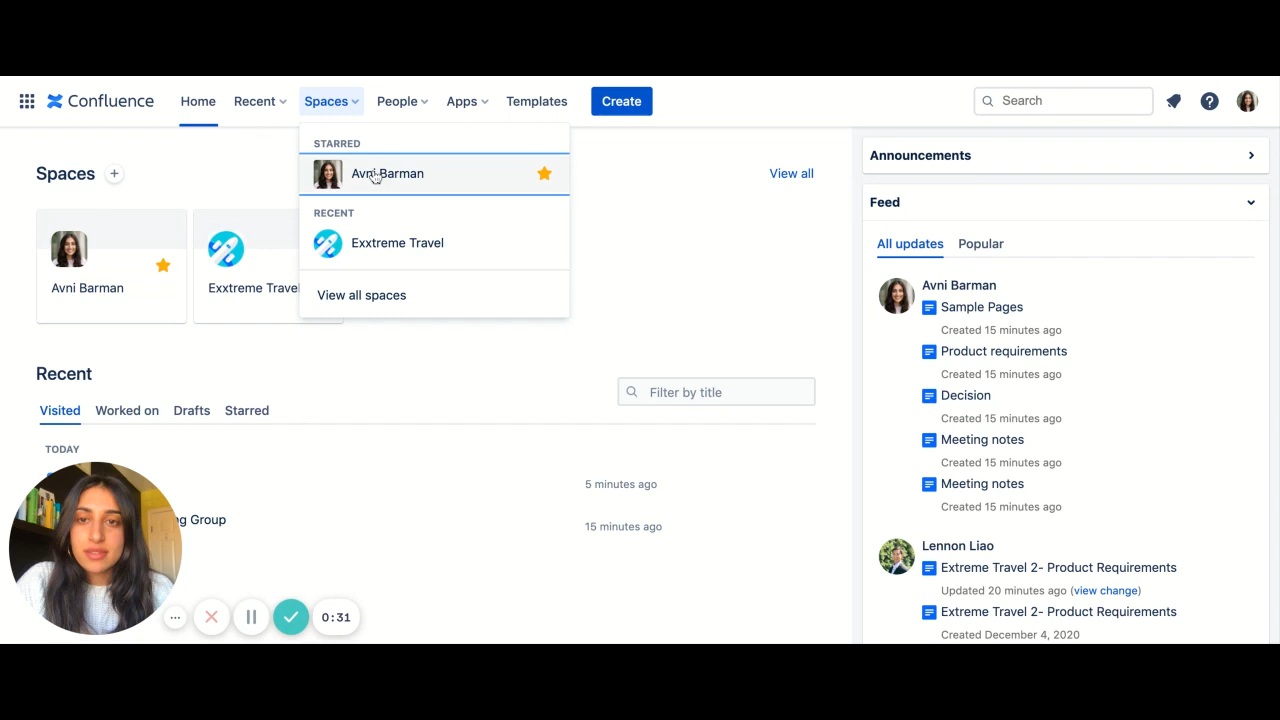 Confluence Home Recent Spaces People Apps Templates Create Search
STARRED
Spaces Avni Barman View all
RECENT
Exxtreme Travel
View all spaces
Avni Barman Exxtreme Travel
Recent
Filter by title
Visited Worked on Drafts Starred
TODAY
5 minutes ago
ng Group 15 minutes ago
0:31
Announcements
Feed
All updates Popular
Avni Barman
Sample Pages
Created 15 minutes ago
Product requirements
Created 15 minutes ago
Decision
Created 15 minutes ago
Meeting notes
Created 15 minutes ago
Meeting notes
Created 15 minutes ago
Lennon Liao
Extreme Travel 2- Product Requirements
Updated 20 minutes ago (view change)
Extreme Travel 2- Product Requirements
Created December 4, 2020